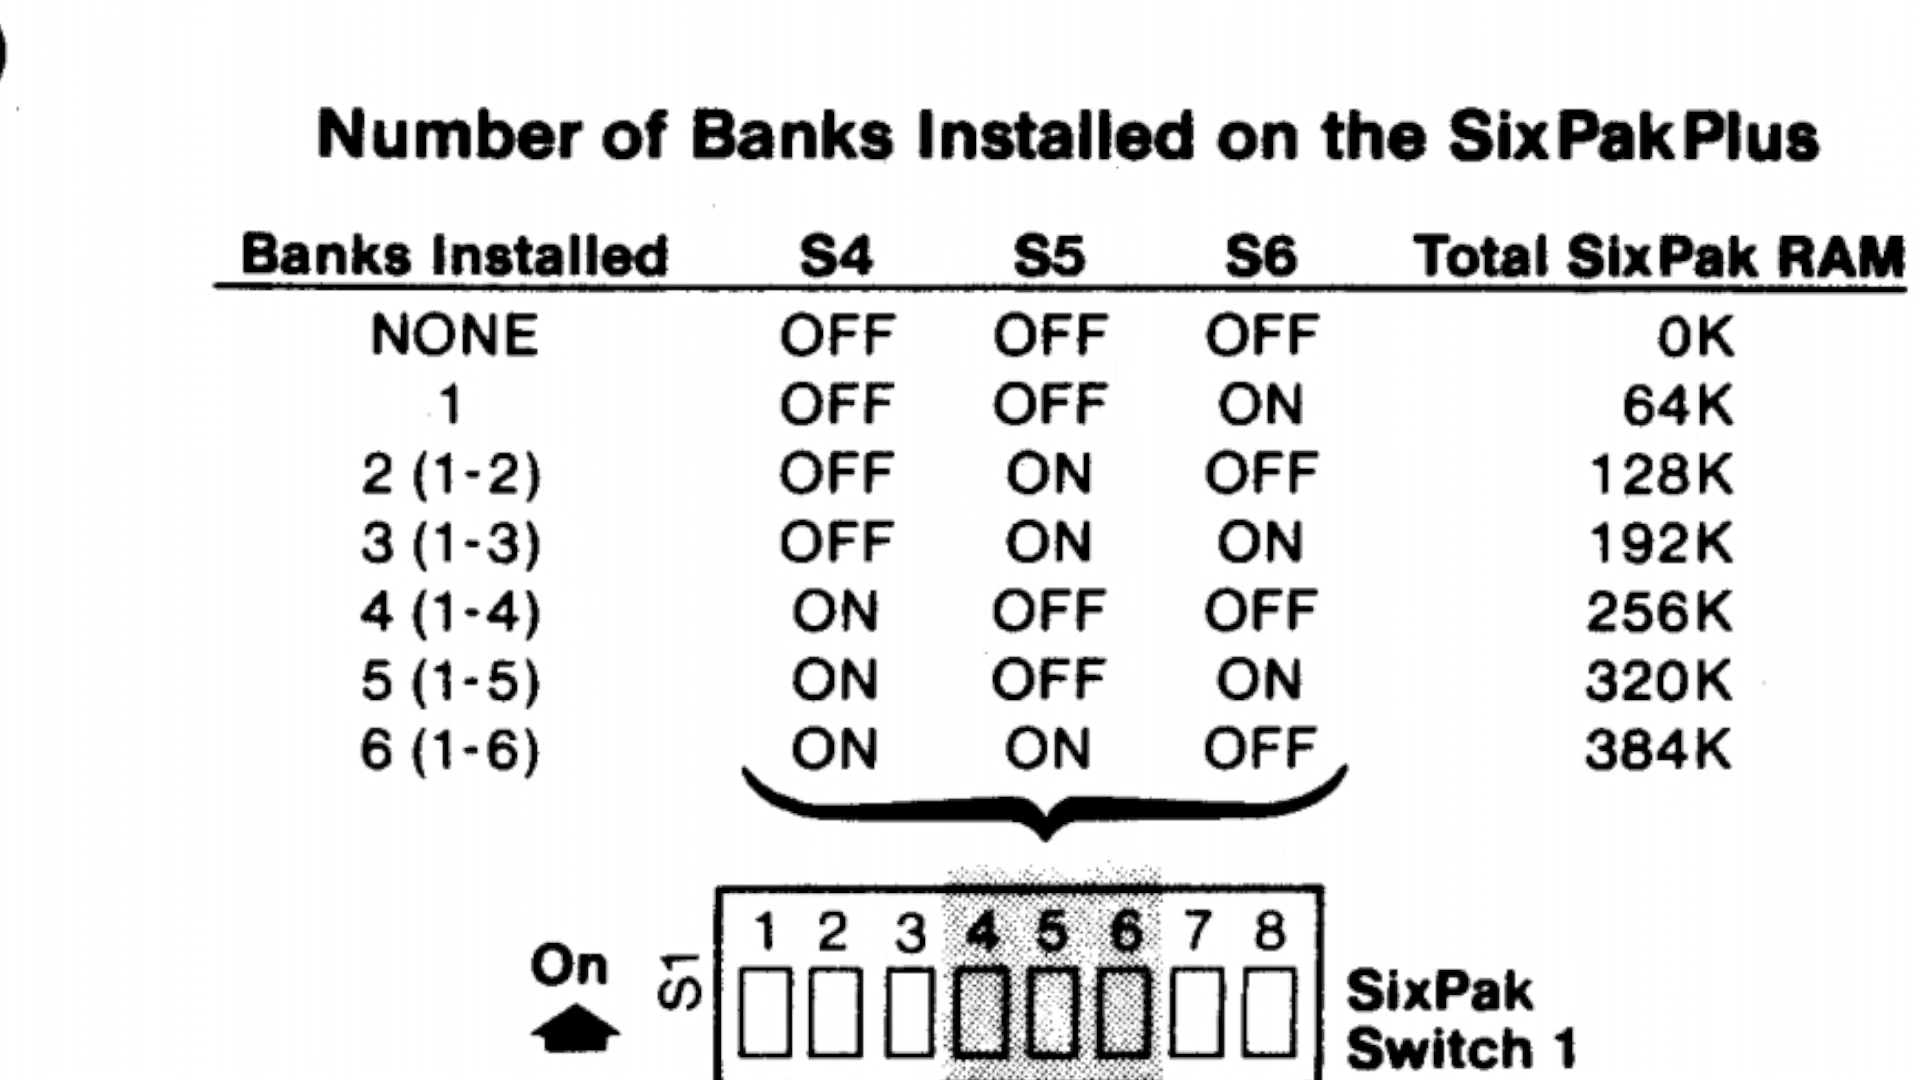 Number of Banks Installed on the SixPakPlus
Banks Installed S4 S5 S6 Total SixPak RAM
NONE OFF OFF OFF 0K
1 OFF OFF ON 64K
2 (1-2) OFF ON OFF 128K
3 (1-3) OFF ON ON 192K
4 (1-4) ON OFF OFF 256K
5 (1-5) ON OFF ON 320K
6 (1-6) ON ON OFF 384K
1 2 3 4 5 6 7 8
On
S1
SixPak
Switch 1